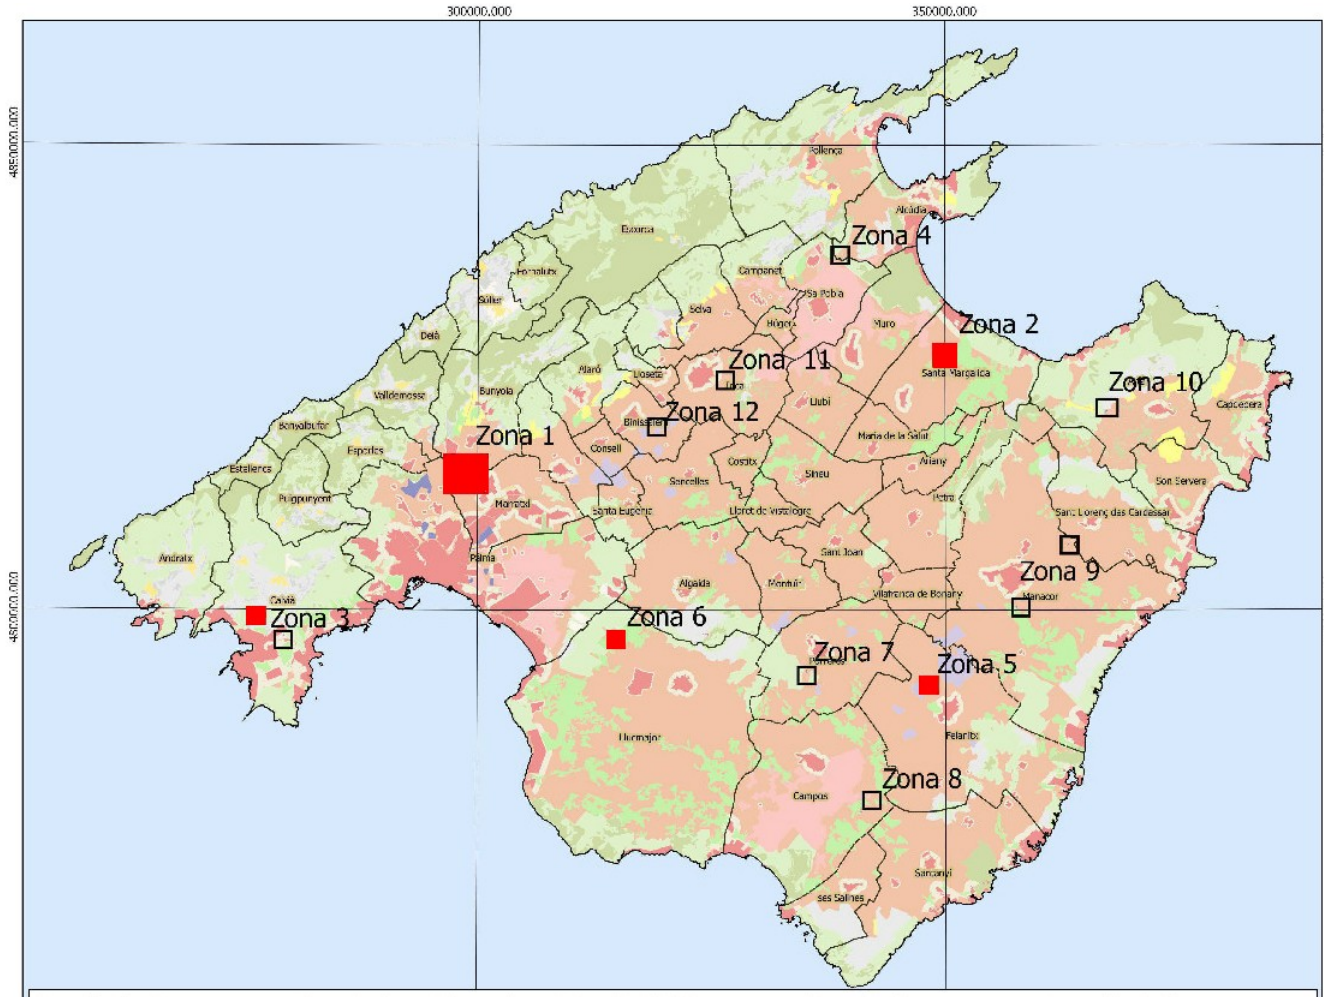 300000.000
350000.000
4850000.000
Pollença
Alcúdia
Escorca
Zona 4
Fornalutx
Campanet
Sóller
Sa Pobla
Selva
Búger
Muro
Deià
Zona 2
Zona 11
Alaró
Lloseta
Inca
Santa Margalida
Bunyola
Valldemossa
Zona 10
Llubí
Capdepera
Zona 12
Binissalem
Banyalbufar
Maria de la Salut
Zona 1
Esporles
Consell
Costitx
Sineu
Ariany
Estellencs
Sencelles
Son Servera
Puigpunyent
Marratxí
Petra
Santa Eugènia
Lloret de Vistalegre
Sant Llorenç des Cardassar
Andratx
Palma
Sant Joan
Algaida
Montuïri
Zona 9
4800000.000
Calvià
Vilafranca de Bonany
Manacor
Zona 3
Zona 6
Zona 7
Porreres
Zona 5
Llucmajor
Felanitx
Zona 8
Campos
Santanyí
ses Salines